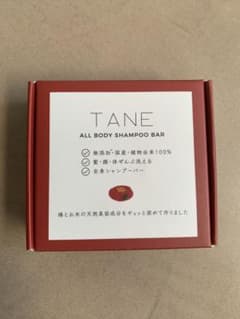 TANE
ALL BODY SHAMPOO BAR
無添加・国産・植物由来100%
髪・顔・体ぜんぶ洗える
全身シャンプーバー
椿とお米の天然美容成分をギュッと固めて作りました